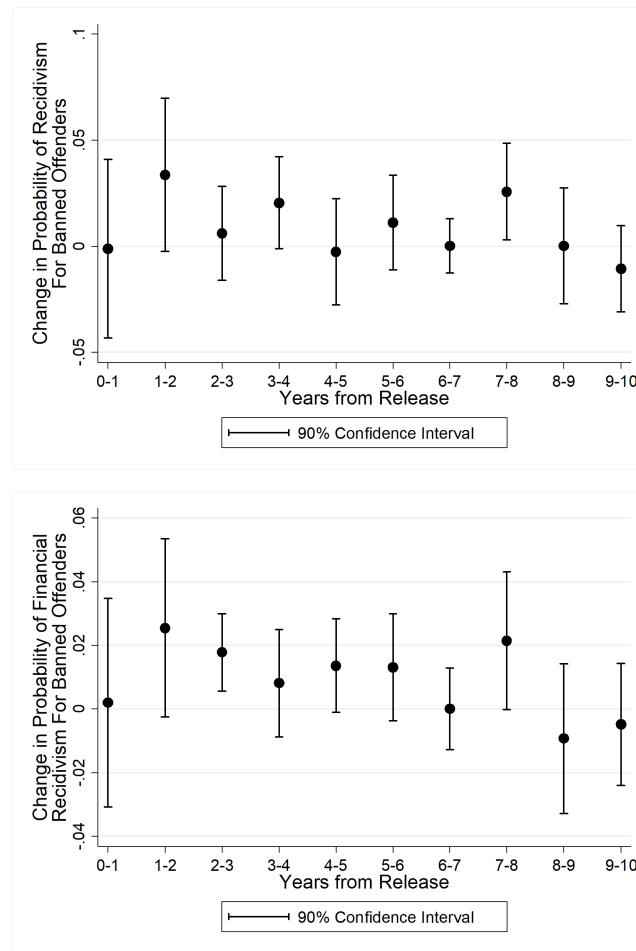 Change in Probability of Recidivism
For Banned Offenders
.1
.05
0
-.05
0-1 1-2 2-3 3-4 4-5 5-6 6-7 7-8 8-9 9-10
Years from Release
90% Confidence Interval
Change in Probability of Financial
Recidivism For Banned Offenders
.06
.04
.02
0
-.02
-.04
0-1 1-2 2-3 3-4 4-5 5-6 6-7 7-8 8-9 9-10
Years from Release
90% Confidence Interval